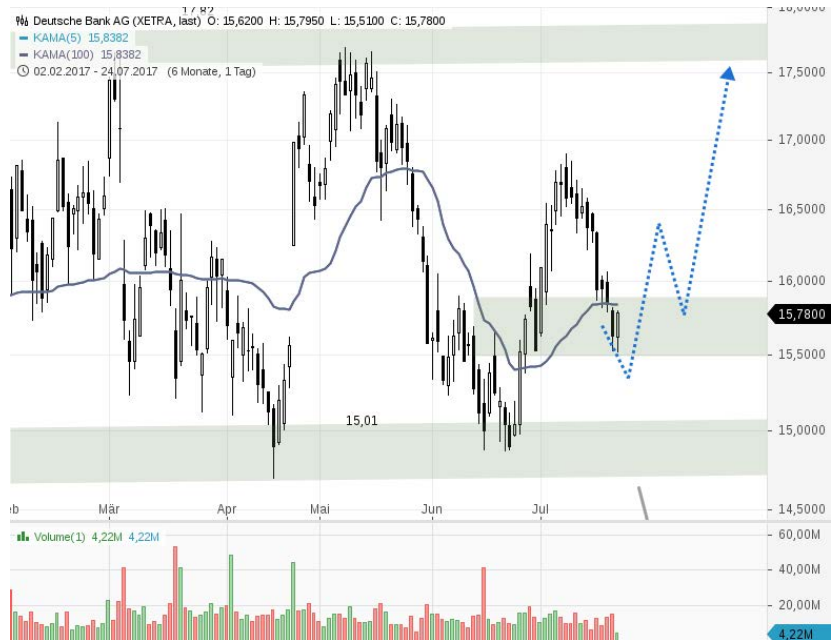 17,82
18,0000
Deutsche Bank AG (XETRA, last) O: 15,6200 H: 15,7950 L: 15,5100 C: 15,7800
KAMA(5) 15,8382
KAMA(100) 15,8382
02.02.2017 - 24.07.2017 (6 Monate, 1 Tag)
17,5000
17,0000
16,5000
16,0000
15,7800
15,5000
15,01
15,0000
14,5000
eb Mär Apr Mai Jun Jul
Volume(1) 4,22M 4,22M
60,00M
40,00M
20,00M
4,22M